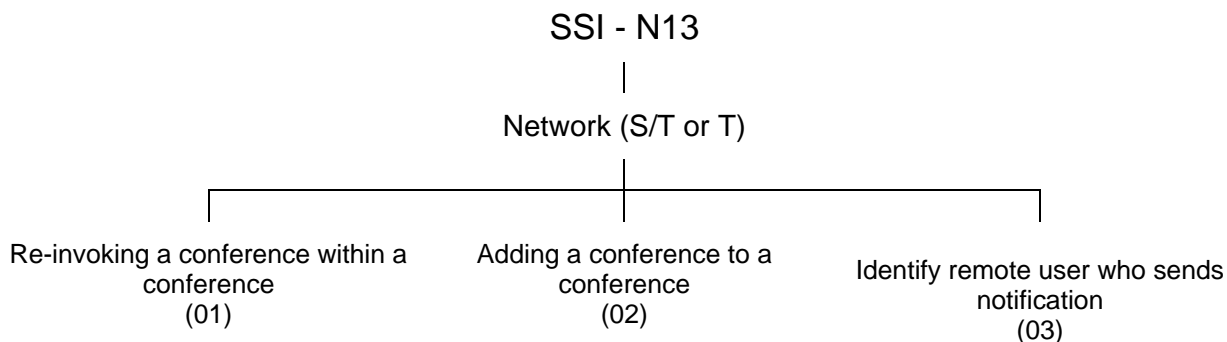 SSI - N13
Network (S/T or T)
Re-invoking a conference within a
conference
(01)
Adding a conference to a
conference
(02)
Identify remote user who sends
notification
(03)